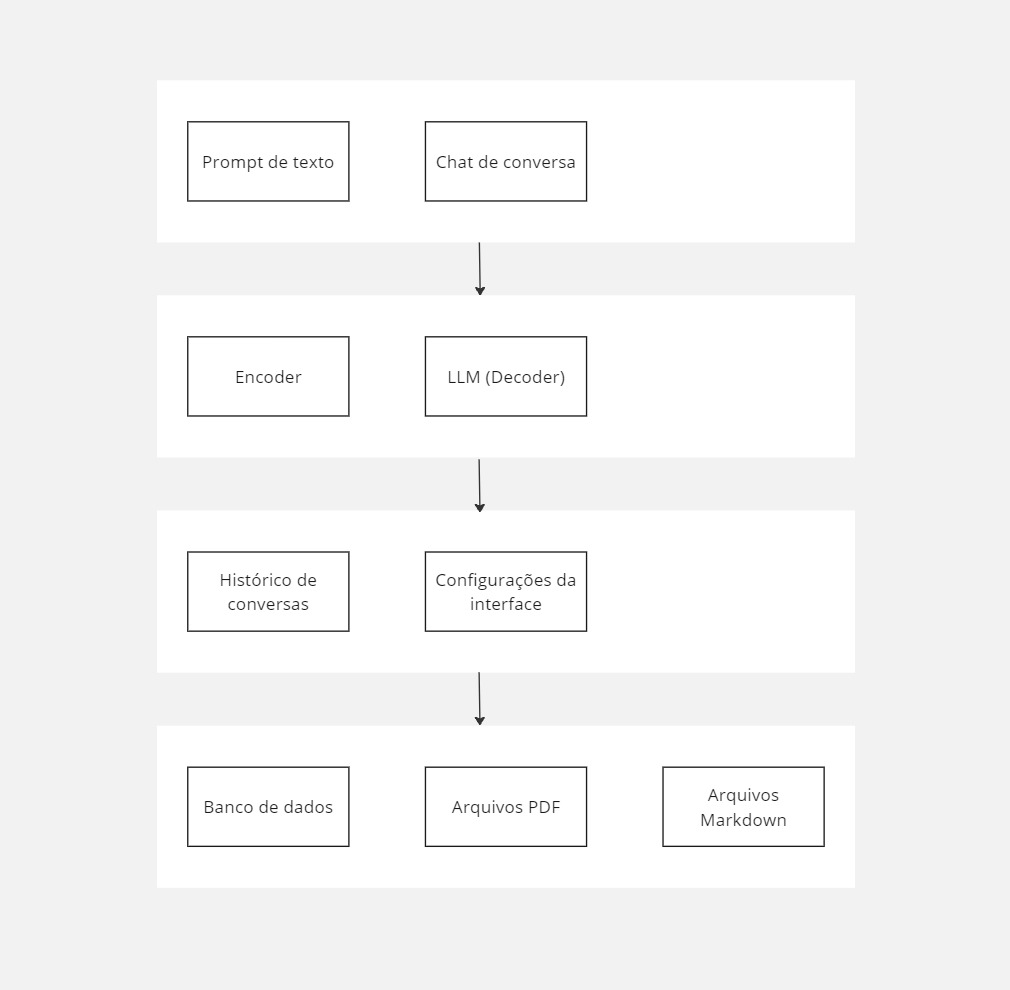 Prompt de texto
Chat de conversa
Encoder
LLM (Decoder)
Histórico de
conversas
Configurações da
interface
Banco de dados
Arquivos PDF
Arquivos
Markdown